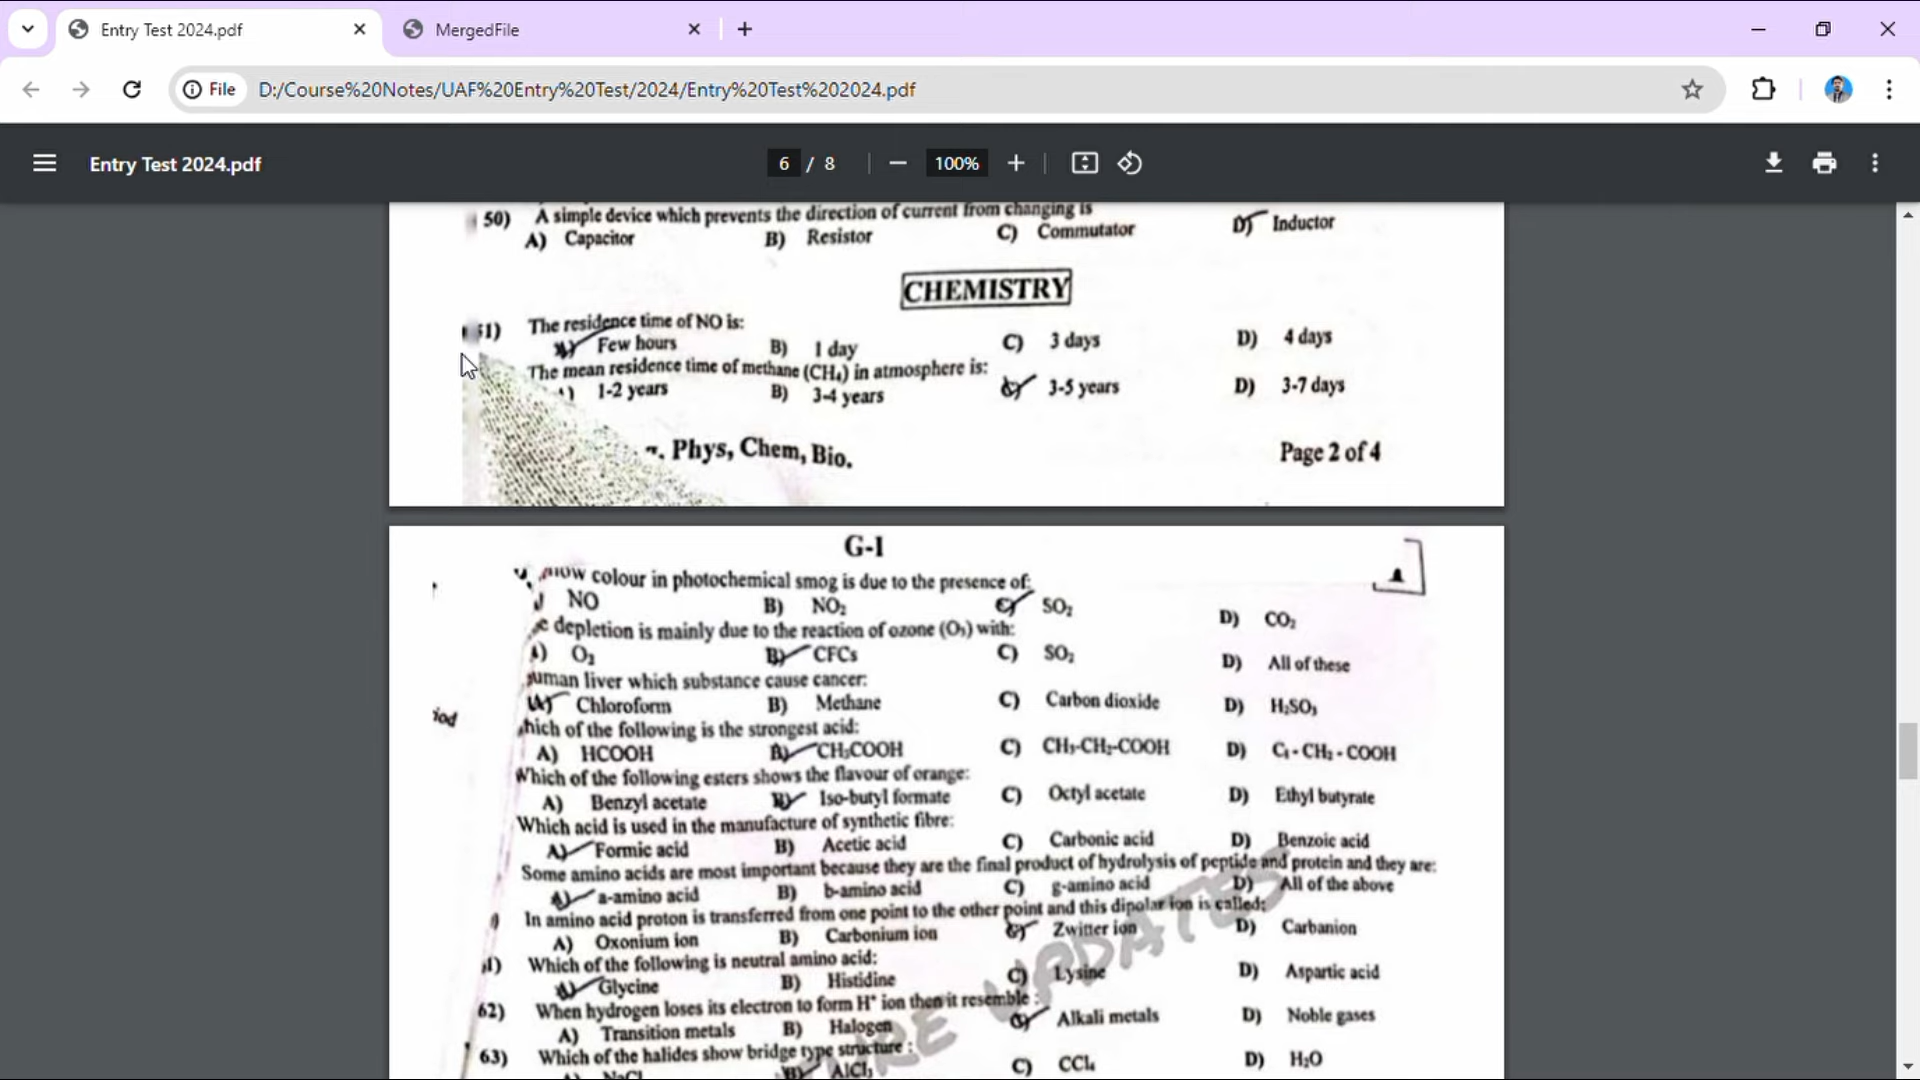 Entry Test 2024.pdf
MergedFile
File D:/Course%20Notes/UAF%20Entry%20Test/2024/Entry%20Test%202024.pdf
Entry Test 2024.pdf 6 / 8 100%
50) A simple device which prevents the direction of current from changing is
A) Capacitor B) Resistor C) Commutator D) Inductor
CHEMISTRY
51) The residence time of NO is:
A) Few hours B) 1 day C) 3 days D) 4 days
The mean residence time of methane (CH₄) in atmosphere is:
1-2 years B) 3-4 years C) 3-5 years D) 3-7 days
Phys, Chem, Bio. Page 2 of 4
G-1
colour in photochemical smog is due to the presence of:
NO B) NO₂ C) SO₂ D) CO₂
depletion is mainly due to the reaction of ozone (O₃) with:
O₂ B) CFCs C) SO₂ D) All of these
liver which substance cause cancer:
A) Chloroform B) Methane C) Carbon dioxide D) H₂SO₃
of the following is the strongest acid:
A) HCOOH B) CH₃COOH C) CH₃-CH₂-COOH D) C₁ - CH₂ - COOH
Which of the following esters shows the flavour of orange:
A) Benzyl acetate B) Iso-butyl formate C) Octyl acetate D) Ethyl butyrate
Which acid is used in the manufacture of synthetic fibre:
A) Formic acid B) Acetic acid C) Carbonic acid D) Benzoic acid
Some amino acids are most important because they are the final product of hydrolysis of peptide and protein and they are:
A) a-amino acid B) b-amino acid C) g-amino acid D) All of the above
In amino acid proton is transferred from one point to the other point and this dipolar ion is called:
A) Oxonium ion B) Carbonium ion C) Zwitter ion D) Carbanion
Which of the following is neutral amino acid:
A) Glycine B) Histidine C) Lysine D) Aspartic acid
62) When hydrogen loses its electron to form H⁺ ion then it resemble :
A) Transition metals B) Halogen C) Alkali metals D) Noble gases
63) Which of the halides show bridge type structure :
NaCl B) AlCl₃ C) CCl₄ D) H₂O
UPDATES